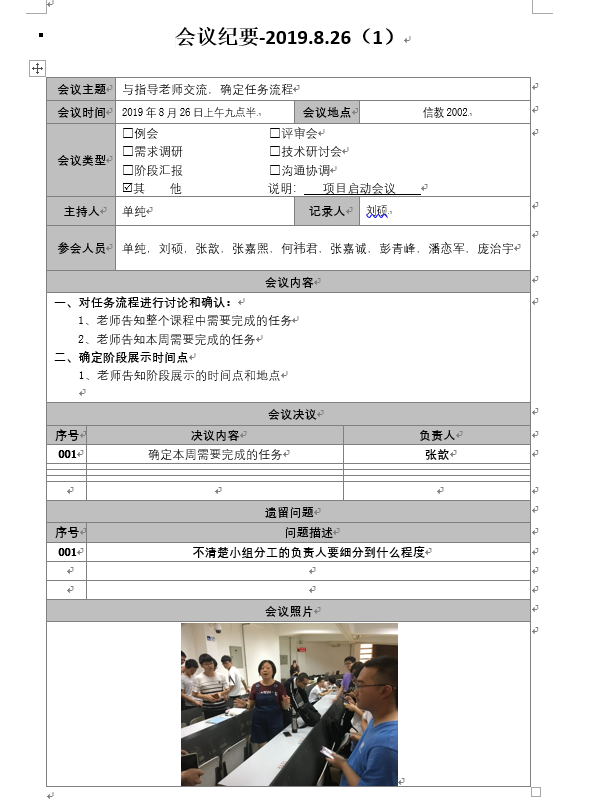 会议纪要-2019.8.26（1）
会议主题 与指导老师交流，确定任务流程
会议时间 2019年8月26日上午九点半. 会议地点 信教2002.
会议类型
□例会 □评审会
□需求调研 □技术研讨会
□阶段汇报 □沟通协调
☑其 他 说明: 项目启动会议
主持人 单纯 记录人 刘硕
参会人员 单纯，刘硕，张歆，张嘉熙，何祎君，张嘉诚，彭青峰，潘恋军，庞治宇
会议内容
一、对任务流程进行讨论和确认：
1、老师告知整个课程中需要完成的任务
2、老师告知本周需要完成的任务
二、确定阶段展示时间点
1、老师告知阶段展示的时间点和地点
会议决议
序号 决议内容 负责人
001 确定本周需要完成的任务 张歆
遗留问题
序号 问题描述
001 不清楚小组分工的负责人要细分到什么程度
会议照片